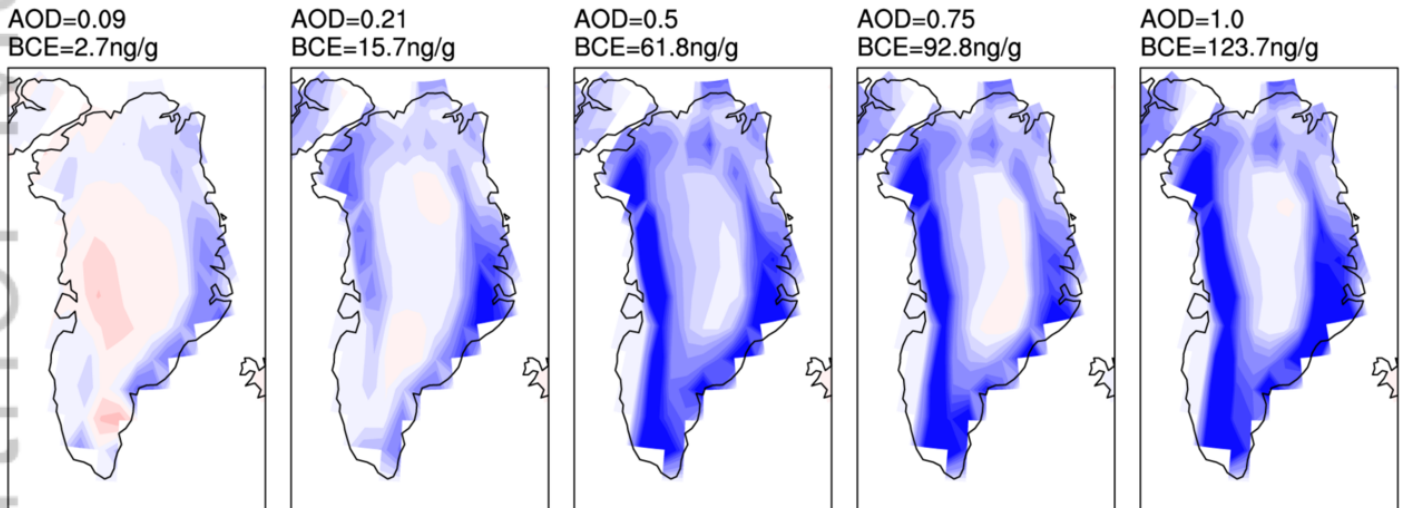 AOD=0.09
BCE=2.7ng/g
AOD=0.21
BCE=15.7ng/g
AOD=0.5
BCE=61.8ng/g
AOD=0.75
BCE=92.8ng/g
AOD=1.0
BCE=123.7ng/g